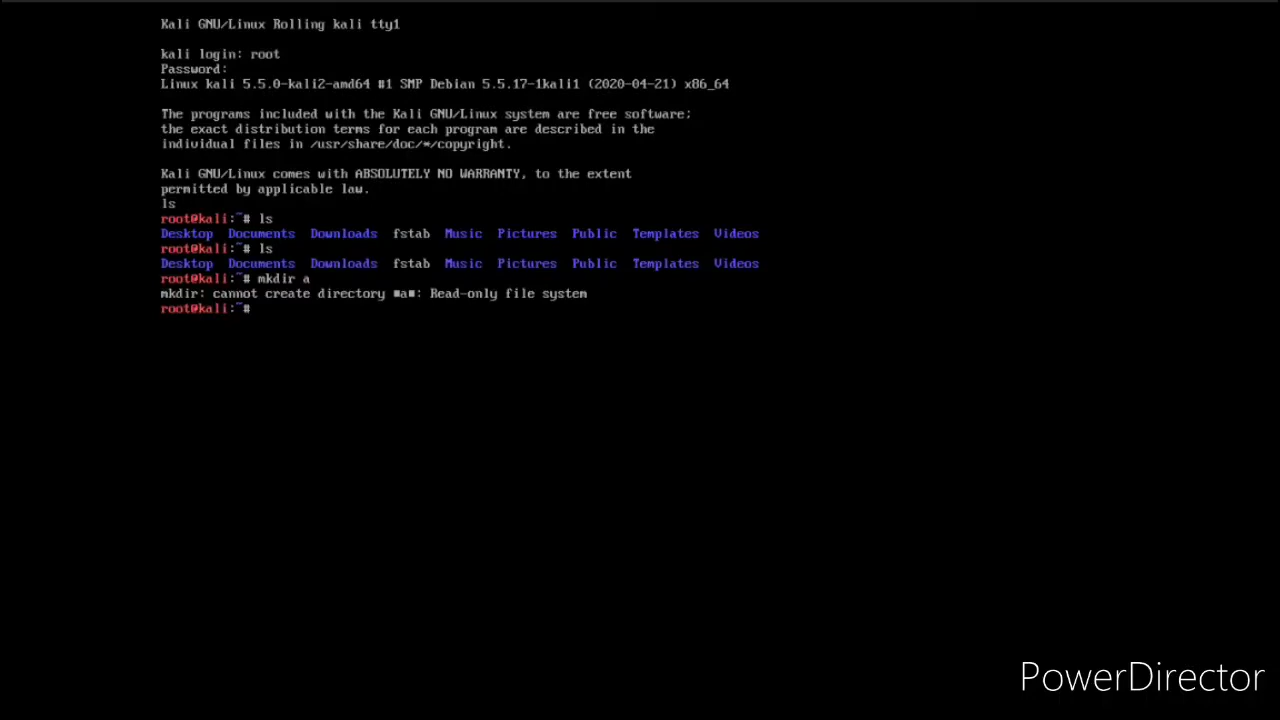 Kali GNU/Linux Rolling kali tty1
kali login: root
Password:
Linux kali 5.5.0-kali2-amd64 #1 SMP Debian 5.5.17-1kali1 (2020-04-21) x86_64
The programs included with the Kali GNU/Linux system are free software;
the exact distribution terms for each program are described in the
individual files in /usr/share/doc/*/copyright.
Kali GNU/Linux comes with ABSOLUTELY NO WARRANTY, to the extent
permitted by applicable law.
ls
root@kali:~# ls
Desktop Documents Downloads fstab Music Pictures Public Templates Videos
root@kali:~# ls
Desktop Documents Downloads fstab Music Pictures Public Templates Videos
root@kali:~# mkdir a
mkdir: cannot create directory ■a■: Read-only file system
root@kali:~#
PowerDirector